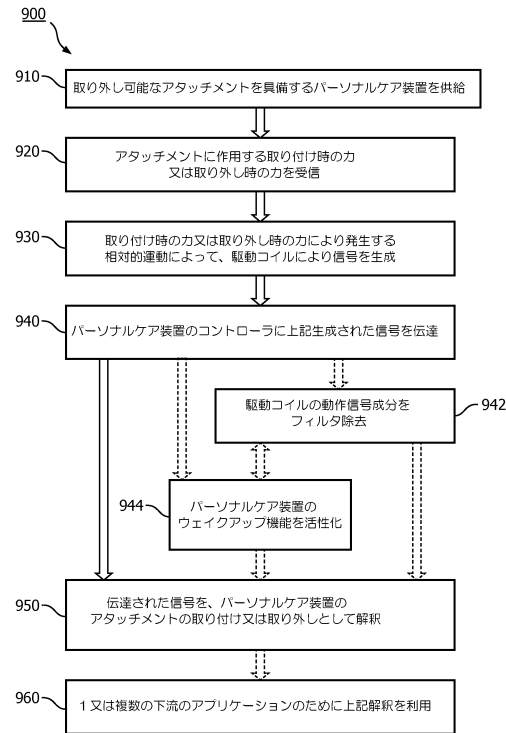 900
910
取り外し可能なアタッチメントを具備するパーソナルケア装置を供給
920
アタッチメントに作用する取り付け時の力
又は取り外し時の力を受信
930
取り付け時の力又は取り外し時の力により発生する
相対的運動によって、駆動コイルにより信号を生成
940
パーソナルケア装置のコントローラに上記生成された信号を伝達
駆動コイルの動作信号成分を
フィルタ除去
942
944
パーソナルケア装置の
ウェイクアップ機能を活性化
950
伝達された信号を、パーソナルケア装置の
アタッチメントの取り付け又は取り外しとして解釈
960
1又は複数の下流のアプリケーションのために上記解釈を利用